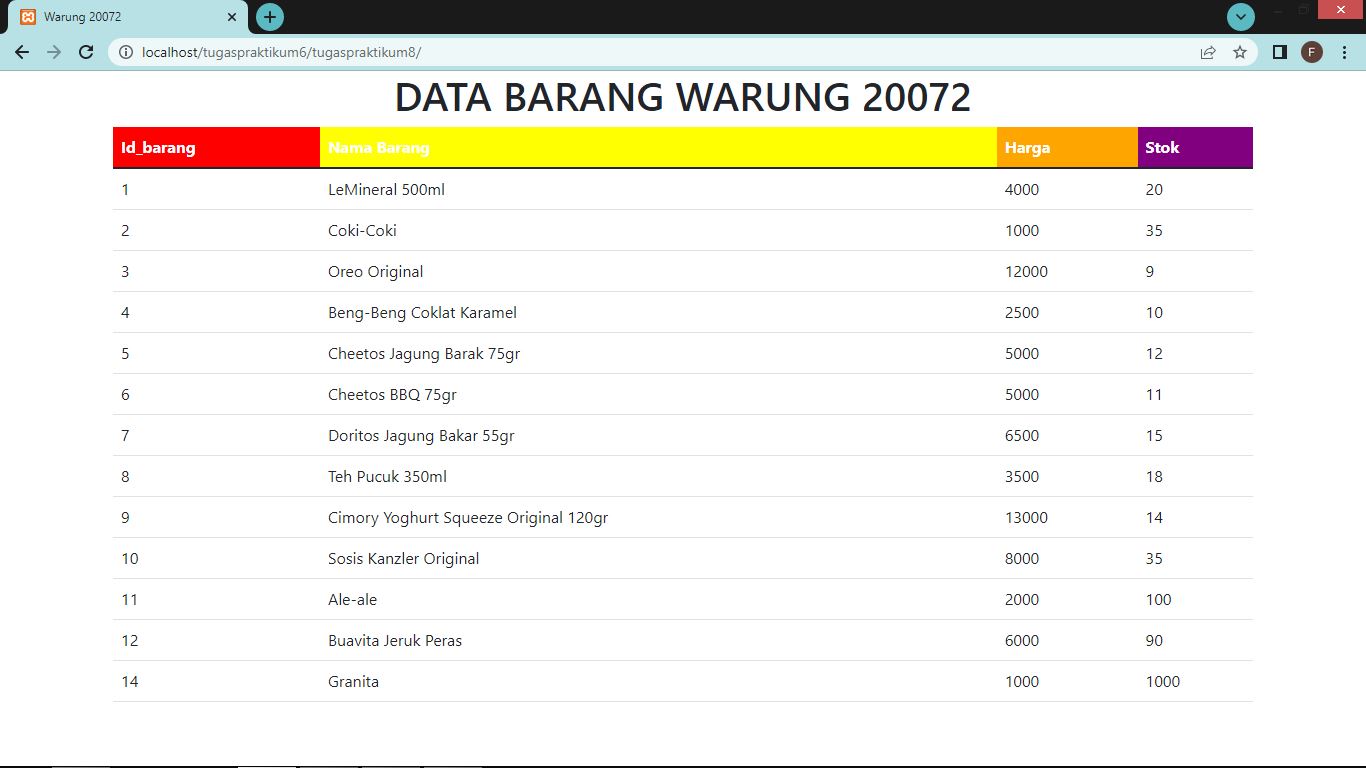 Warung 20072
localhost/tugaspraktikum6/tugaspraktikum8/
F
DATA BARANG WARUNG 20072
Id_barang Nama Barang Harga Stok
1 LeMineral 500ml 4000 20
2 Coki-Coki 1000 35
3 Oreo Original 12000 9
4 Beng-Beng Coklat Karamel 2500 10
5 Cheetos Jagung Barak 75gr 5000 12
6 Cheetos BBQ 75gr 5000 11
7 Doritos Jagung Bakar 55gr 6500 15
8 Teh Pucuk 350ml 3500 18
9 Cimory Yoghurt Squeeze Original 120gr 13000 14
10 Sosis Kanzler Original 8000 35
11 Ale-ale 2000 100
12 Buavita Jeruk Peras 6000 90
14 Granita 1000 1000